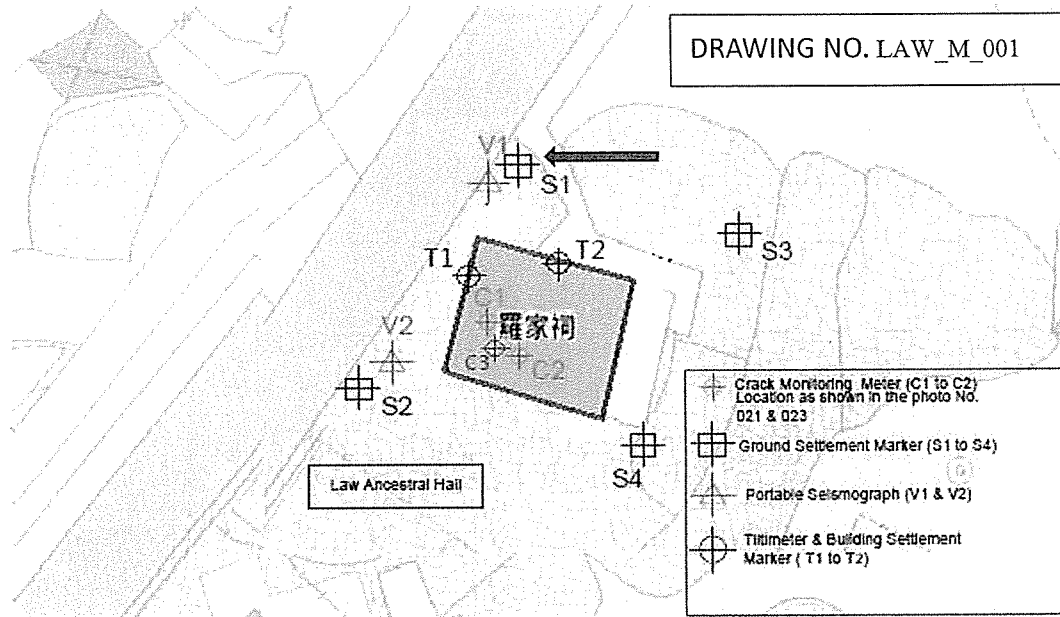 DRAWING NO. LAW_M_001
V1
S1
S3
T1
T2
C1
羅家祠
V2
C3
C2
S2
S4
Law Ancestral Hall
Crack Monitoring Meter (C1 to C2)
Location as shown in the photo No.
021 & 023
Ground Settlement Marker (S1 to S4)
Portable Seismograph (V1 & V2)
Tiltimeter & Building Settlement
Marker ( T1 to T2)